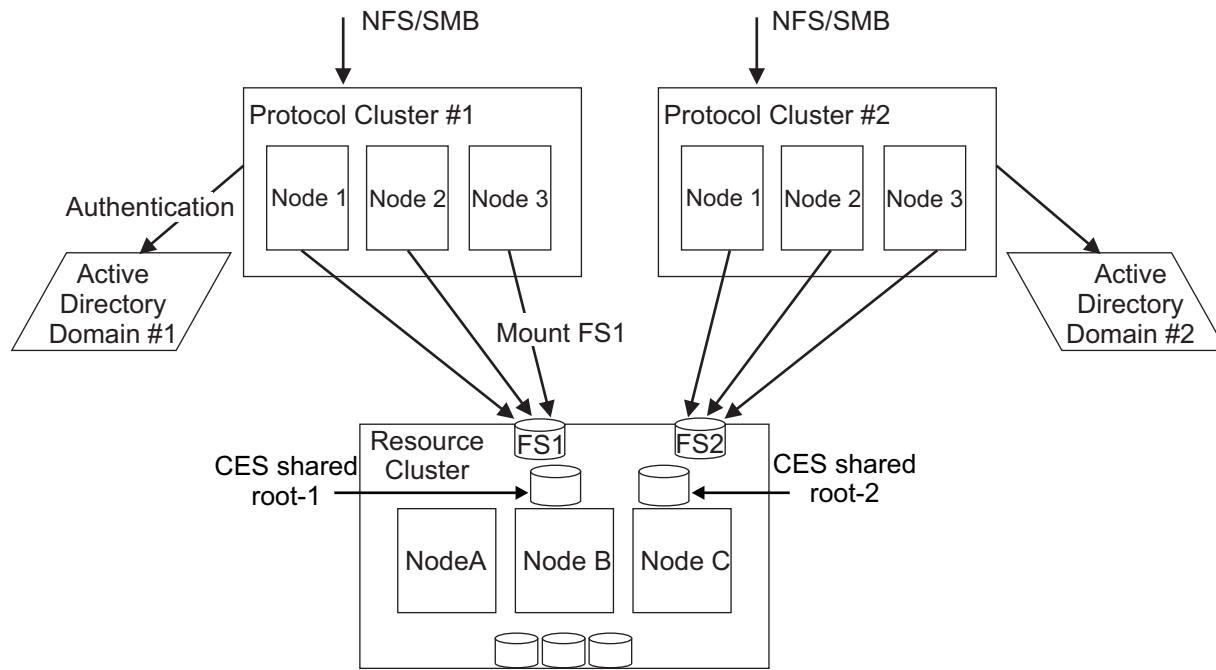 NFS/SMB
NFS/SMB
Protocol Cluster #1
Node 1
Node 2
Node 3
Protocol Cluster #2
Node 1
Node 2
Node 3
Authentication
Active
Directory
Domain #1
Active
Directory
Domain #2
Mount FS1
Resource
Cluster
FS1
FS2
CES shared
root-1
CES shared
root-2
NodeA
Node B
Node C